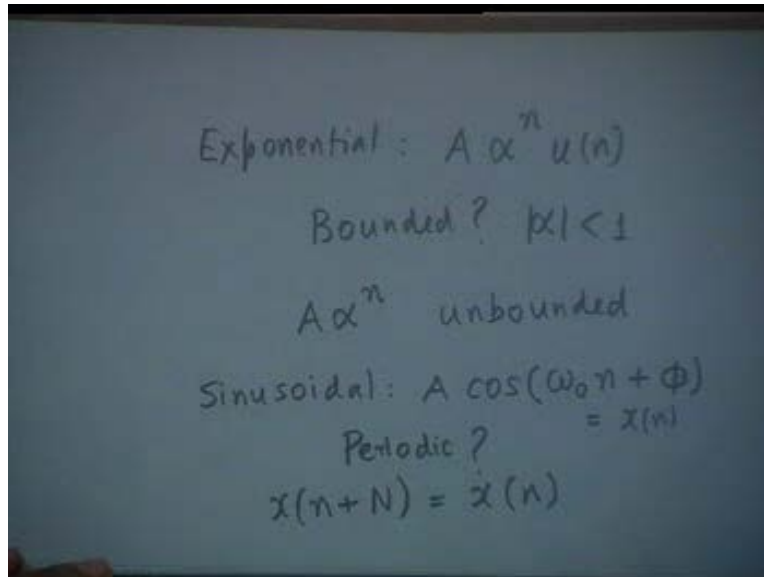 Exponential : A α^n u(n)
Bounded ? |α| < 1
A α^n unbounded
Sinusoidal : A cos(ω₀n + Φ)
= x(n)
Periodic ?
x(n+N) = x(n)